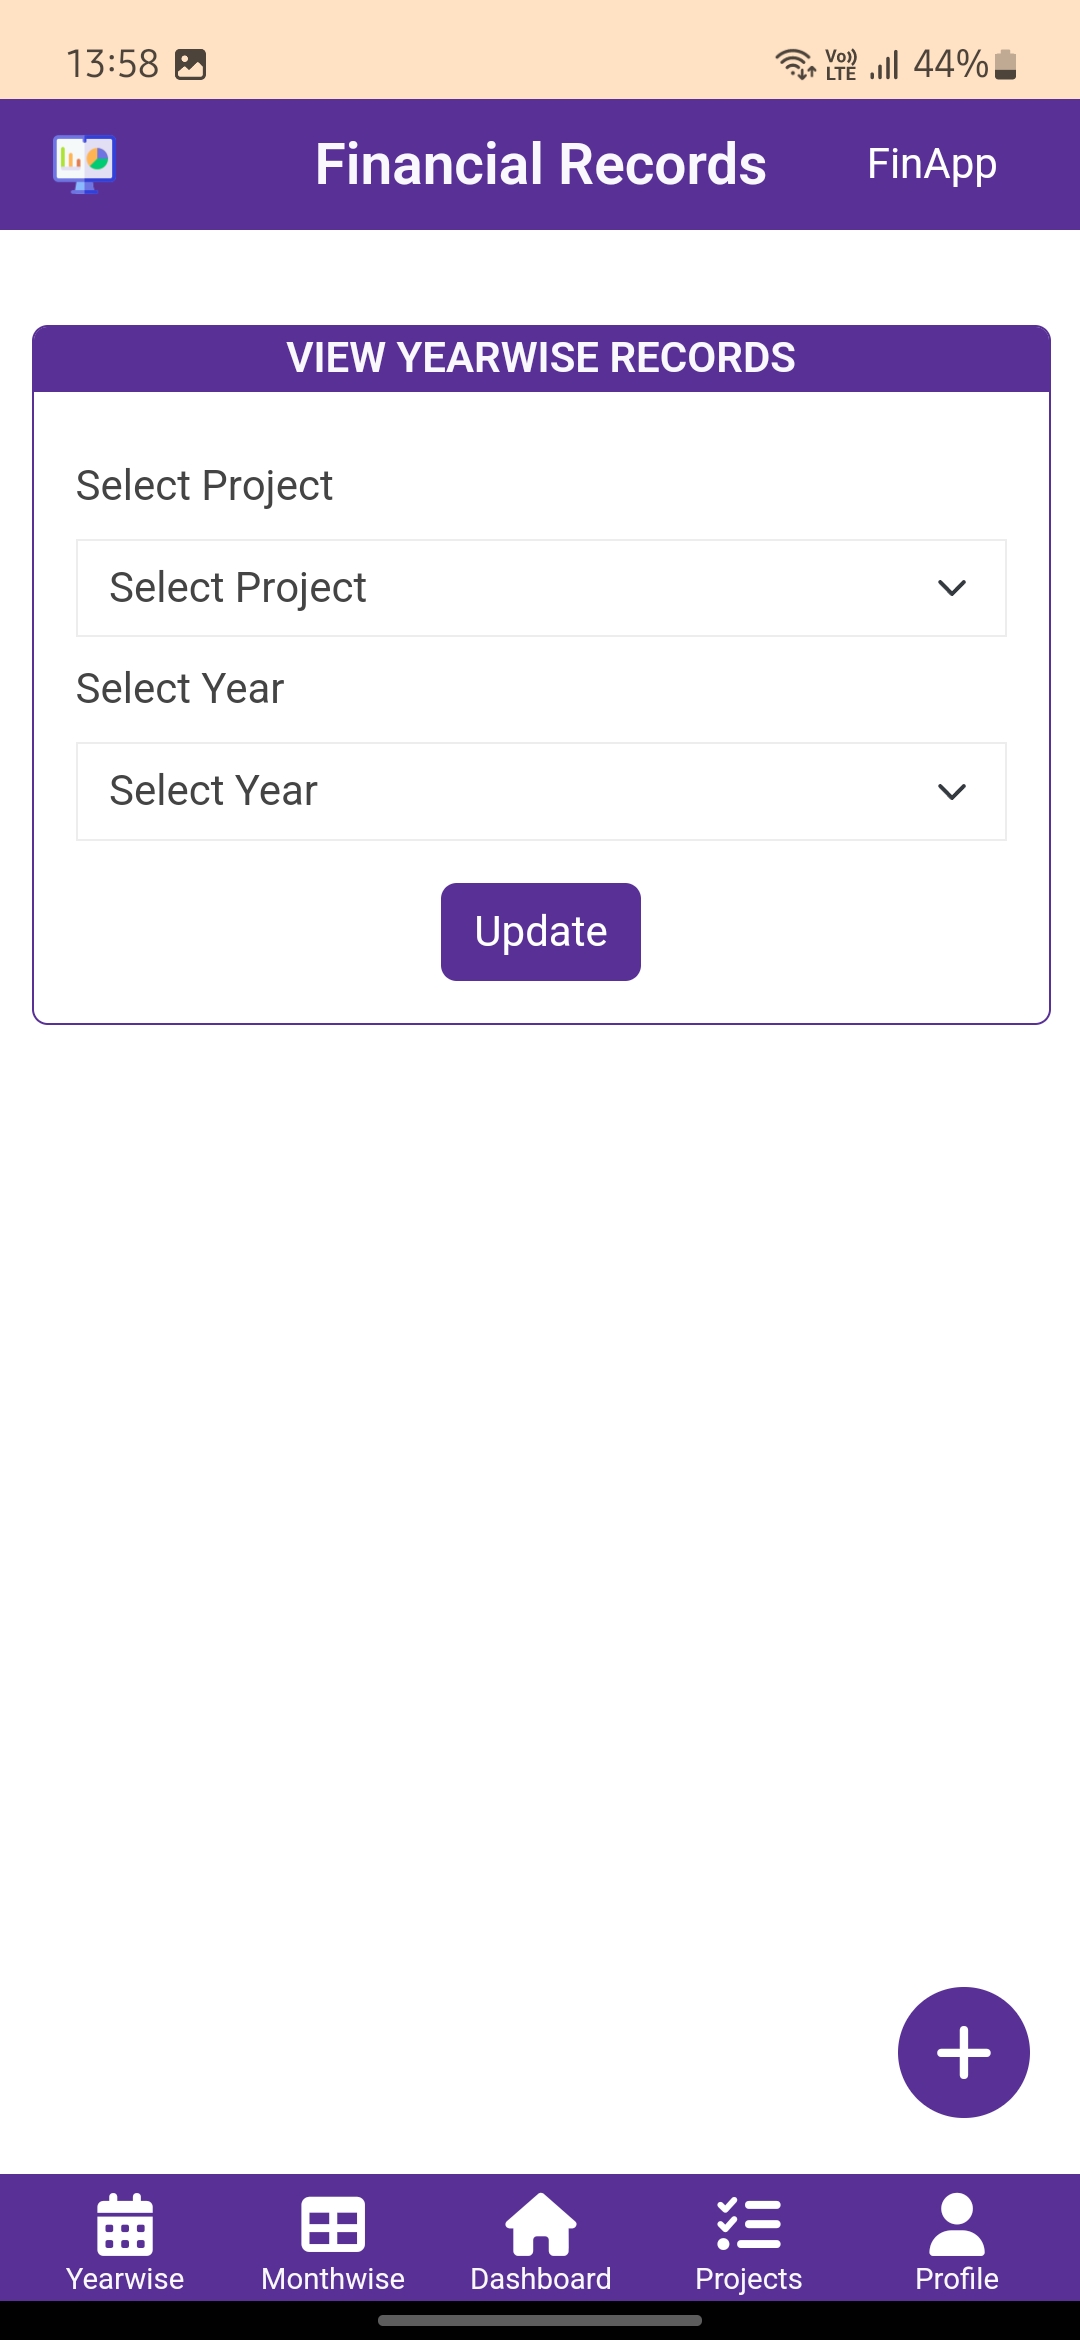 13:58 Vo)) LTE 44%
Financial Records FinApp
VIEW YEARWISE RECORDS
Select Project
Select Project
Select Year
Select Year
Update
Yearwise Monthwise Dashboard Projects Profile